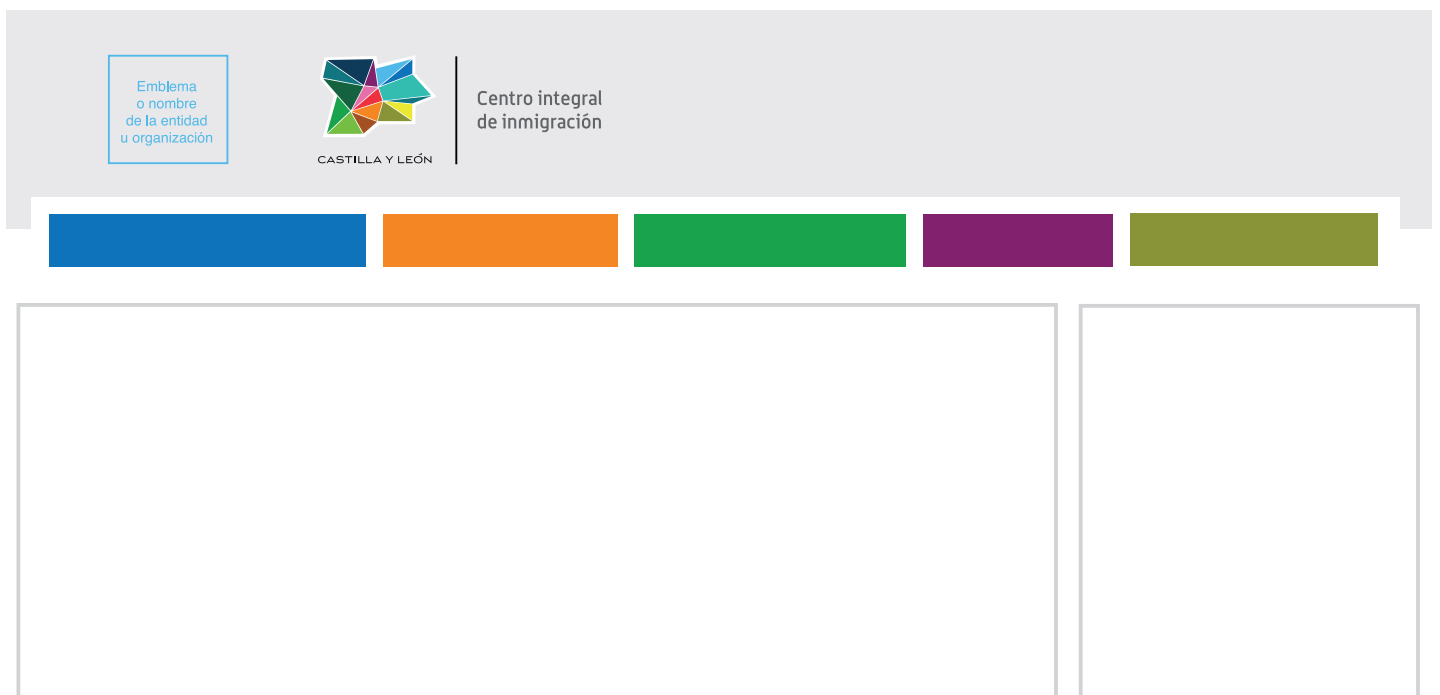 Emblema
o nombre
de la entidad
u organización
CASTILLA Y LEÓN
Centro integral
de inmigración